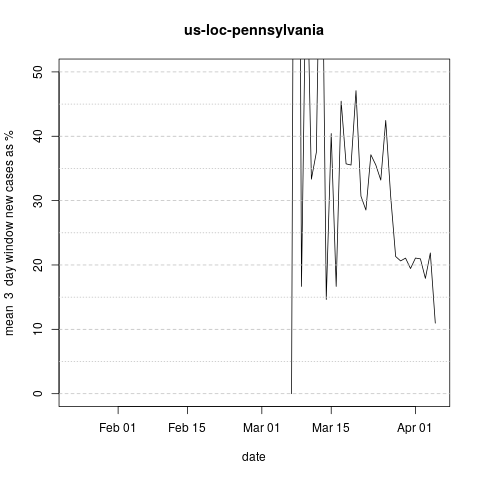 us-loc-pennsylvania
mean 3 day window new cases as %
50
40
30
20
10
0
Feb 01 Feb 15 Mar 01 Mar 15 Apr 01
date